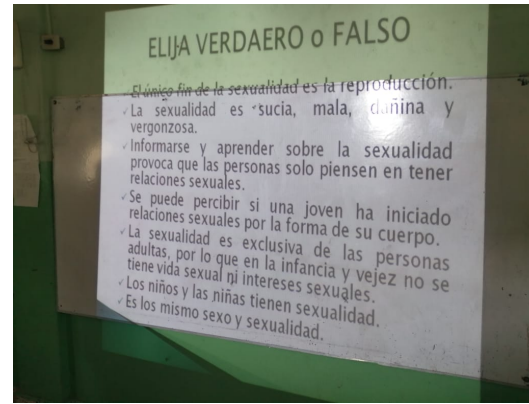 ELIJA VERDAERO o FALSO
El único fin de la sexualidad es la reproducción.
✓La sexualidad es sucia, mala, dañina y
vergonzosa.
✓Informarse y aprender sobre la sexualidad
provoca que las personas solo piensen en tener
relaciones sexuales.
✓Se puede percibir si una joven ha iniciado
relaciones sexuales por la forma de su cuerpo.
✓La sexualidad es exclusiva de las personas
adultas, por lo que en la infancia y vejez no se
tiene vida sexual ni intereses sexuales.
✓Los niños y las niñas tienen sexualidad.
✓Es los mismo sexo y sexualidad.